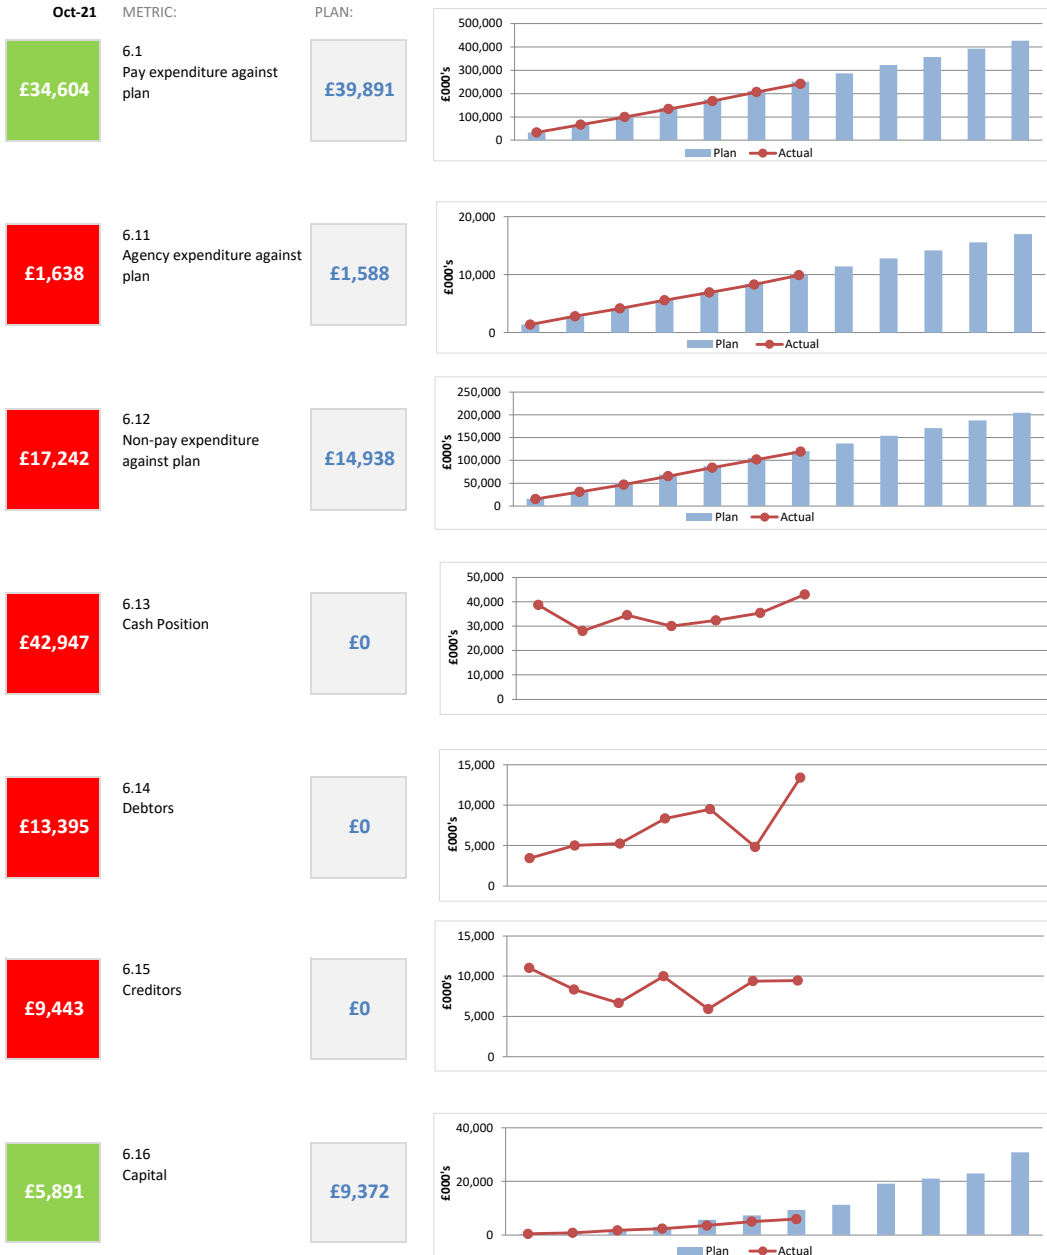 Oct-21 METRIC: PLAN:
£34,604
6.1
Pay expenditure against
plan
£39,891
500,000
400,000
300,000
200,000
100,000
0
£000's
Plan Actual
£1,638
6.11
Agency expenditure against
plan
£1,588
20,000
10,000
0
£000's
Plan Actual
£17,242
6.12
Non-pay expenditure
against plan
£14,938
250,000
200,000
150,000
100,000
50,000
0
£000's
Plan Actual
£42,947
6.13
Cash Position
£0
50,000
40,000
30,000
20,000
10,000
0
£000's
£13,395
6.14
Debtors
£0
15,000
10,000
5,000
0
£000's
£9,443
6.15
Creditors
£0
15,000
10,000
5,000
0
£000's
£5,891
6.16
Capital
£9,372
40,000
20,000
0
£000's
Plan Actual